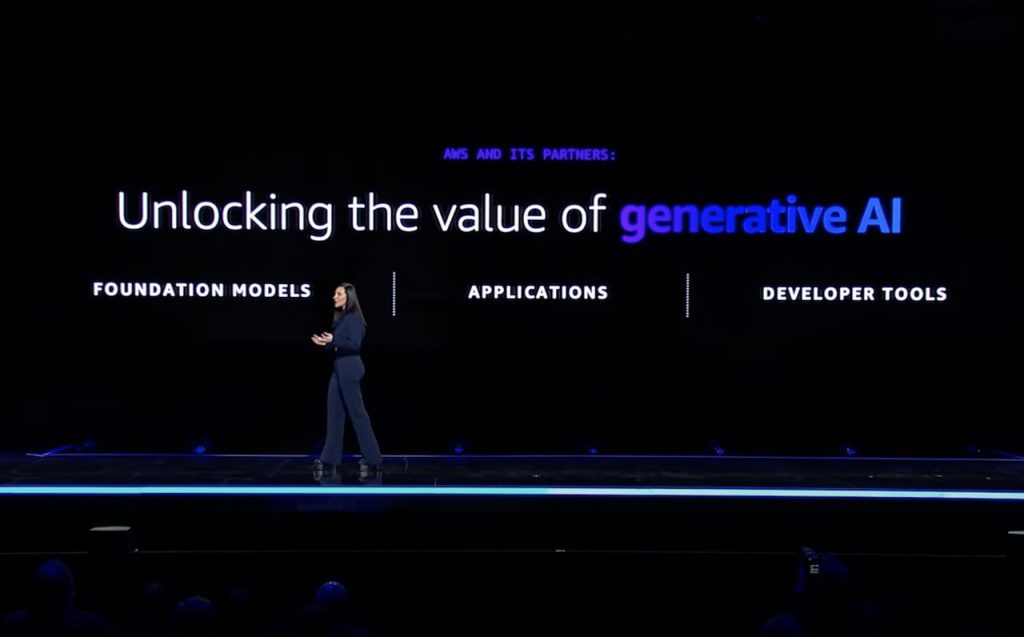 AWS AND ITS PARTNERS:
Unlocking the value of generative AI
FOUNDATION MODELS
APPLICATIONS
DEVELOPER TOOLS